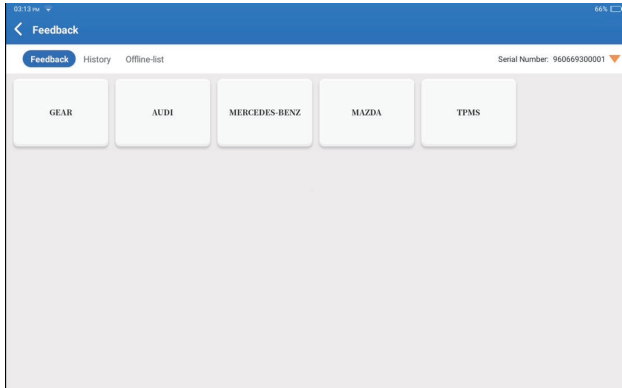 03:13 PM 66%
Feedback
Feedback History Offline-list Serial Number: 960669300001
GEAR AUDI MERCEDES-BENZ MAZDA TPMS